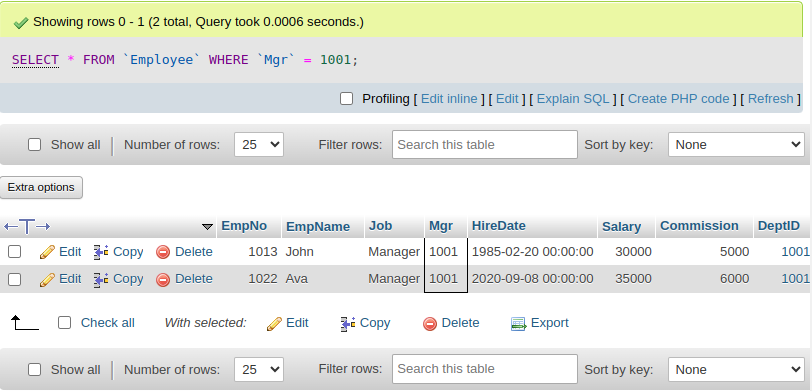 Showing rows 0 - 1 (2 total, Query took 0.0006 seconds.)
SELECT * FROM `Employee` WHERE `Mgr` = 1001;
Profiling [ Edit inline ] [ Edit ] [ Explain SQL ] [ Create PHP code ] [ Refresh ]
Show all Number of rows: 25 Filter rows: Search this table Sort by key: None
Extra options
EmpNo EmpName Job Mgr HireDate Salary Commission DeptID
Edit Copy Delete 1013 John Manager 1001 1985-02-20 00:00:00 30000 5000 1001
Edit Copy Delete 1022 Ava Manager 1001 2020-09-08 00:00:00 35000 6000 1001
Check all With selected: Edit Copy Delete Export
Show all Number of rows: 25 Filter rows: Search this table Sort by key: None